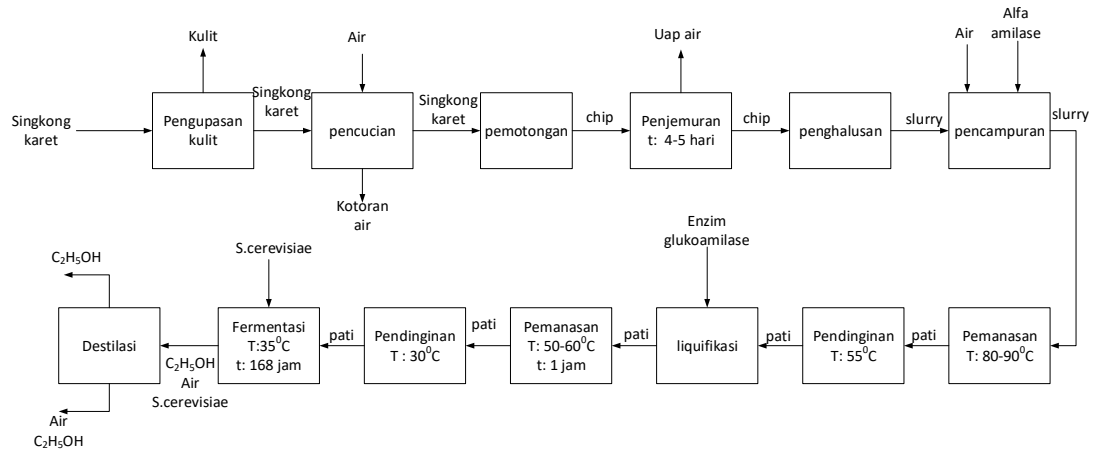 Kulit
Air
Uap air
Air
Alfa
amilase
Singkong
karet
Pengupasan
kulit
Singkong
karet
pencucian
Singkong
karet
pemotongan
chip
Penjemuran
t: 4-5 hari
chip
penghalusan
slurry
pencampuran
slurry
Kotoran
air
Enzim
glukoamilase
S.cerevisiae
C₂H₅OH
Destilasi
C₂H₅OH
Air
S.cerevisiae
Fermentasi
T:35⁰C
t: 168 jam
pati
Pendinginan
T : 30⁰C
pati
Pemanasan
T: 50-60⁰C
t: 1 jam
pati
liquifikasi
pati
Pendinginan
T: 55⁰C
pati
Pemanasan
T: 80-90⁰C
Air
C₂H₅OH